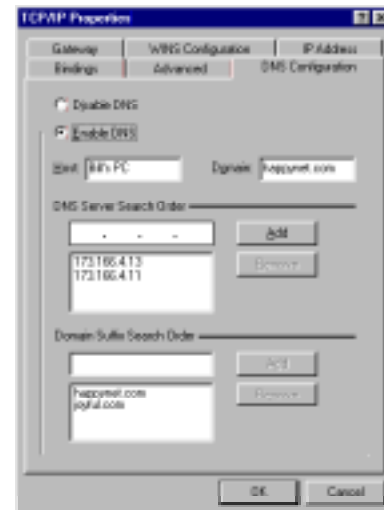 TCP/IP Properties
Gateway WINS Configuration IP Address
Bindings Advanced DNS Configuration
Disable DNS
Enable DNS
Host: Bill's PC Domain: happynet.com
DNS Server Search Order
. . .
Add
173.166.4.13
173.166.4.11
Remove
Domain Suffix Search Order
Add
happynet.com
joyful.com
Remove
OK Cancel